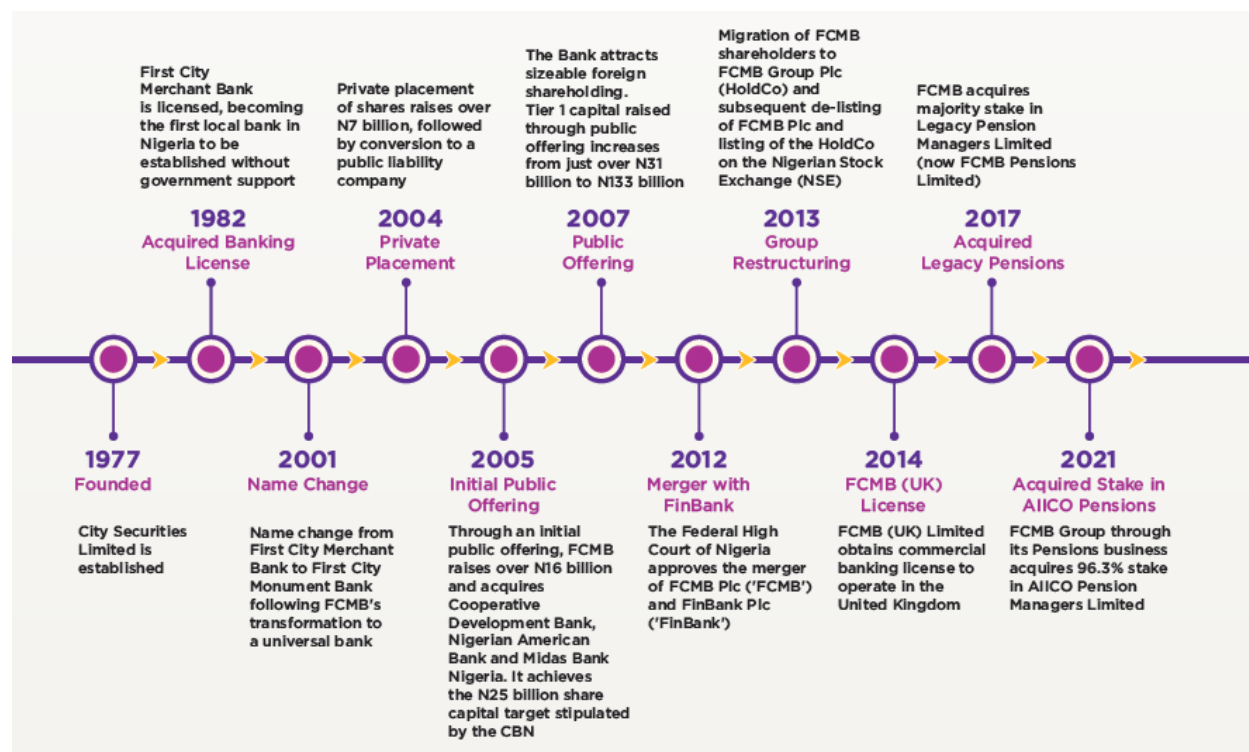 First City
Merchant Bank
is licensed, becoming
the first local bank in
Nigeria to be
established without
government support
1982
Acquired Banking
License
Private placement
of shares raises over
N7 billion, followed
by conversion to a
public liability
company
2004
Private
Placement
The Bank attracts
sizeable foreign
shareholding.
Tier 1 capital raised
through public
offering increases
from just over N31
billion to N133 billion
2007
Public
Offering
Migration of FCMB
shareholders to
FCMB Group Plc
(HoldCo) and
subsequent de-listing
of FCMB Plc and
listing of the HoldCo
on the Nigerian Stock
Exchange (NSE)
2013
Group
Restructuring
FCMB acquires
majority stake in
Legacy Pension
Managers Limited
(now FCMB Pensions
Limited)
2017
Acquired
Legacy Pensions
1977
Founded
City Securities
Limited is
established
2001
Name Change
Name change from
First City Merchant
Bank to First City
Monument Bank
following FCMB's
transformation to
a universal bank
2005
Initial Public
Offering
Through an initial
public offering, FCMB
raises over N16 billion
and acquires
Cooperative
Development Bank,
Nigerian American
Bank and Midas Bank
Nigeria. It achieves
the N25 billion share
capital target stipulated
by the CBN
2012
Merger with
FinBank
The Federal High
Court of Nigeria
approves the merger
of FCMB Plc ('FCMB')
and FinBank Plc
('FinBank')
2014
FCMB (UK)
License
FCMB (UK) Limited
obtains commercial
banking license to
operate in the
United Kingdom
2021
Acquired Stake in
AIICO Pensions
FCMB Group through
its Pensions business
acquires 96.3% stake
in AIICO Pension
Managers Limited